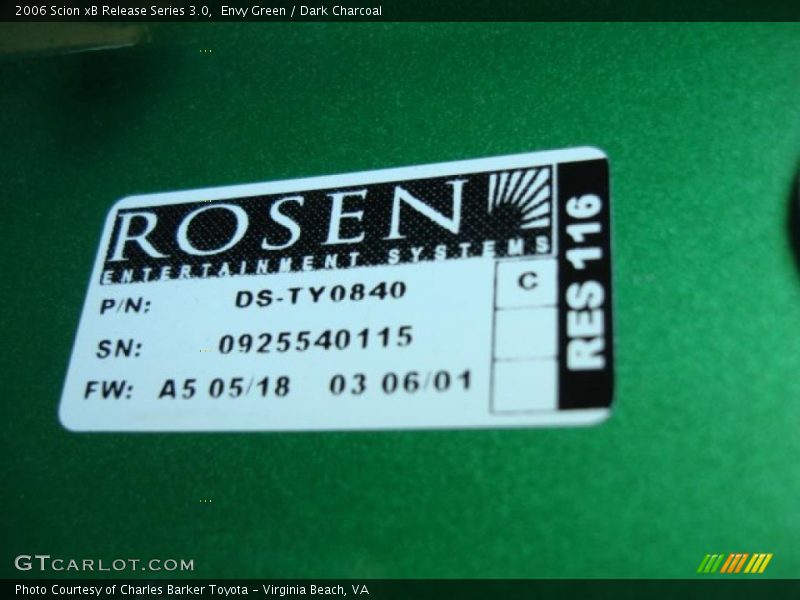 2006 Scion xB Release Series 3.0,  Envy Green / Dark Charcoal
ROSEN
ENTERTAINMENT SYSTEMS
P/N: DS-TY0840
C
SN: 0925540115
FW: A5 05/18 03 06/01
RES 116
GTCARLOT.COM
Photo Courtesy of Charles Barker Toyota – Virginia Beach, VA